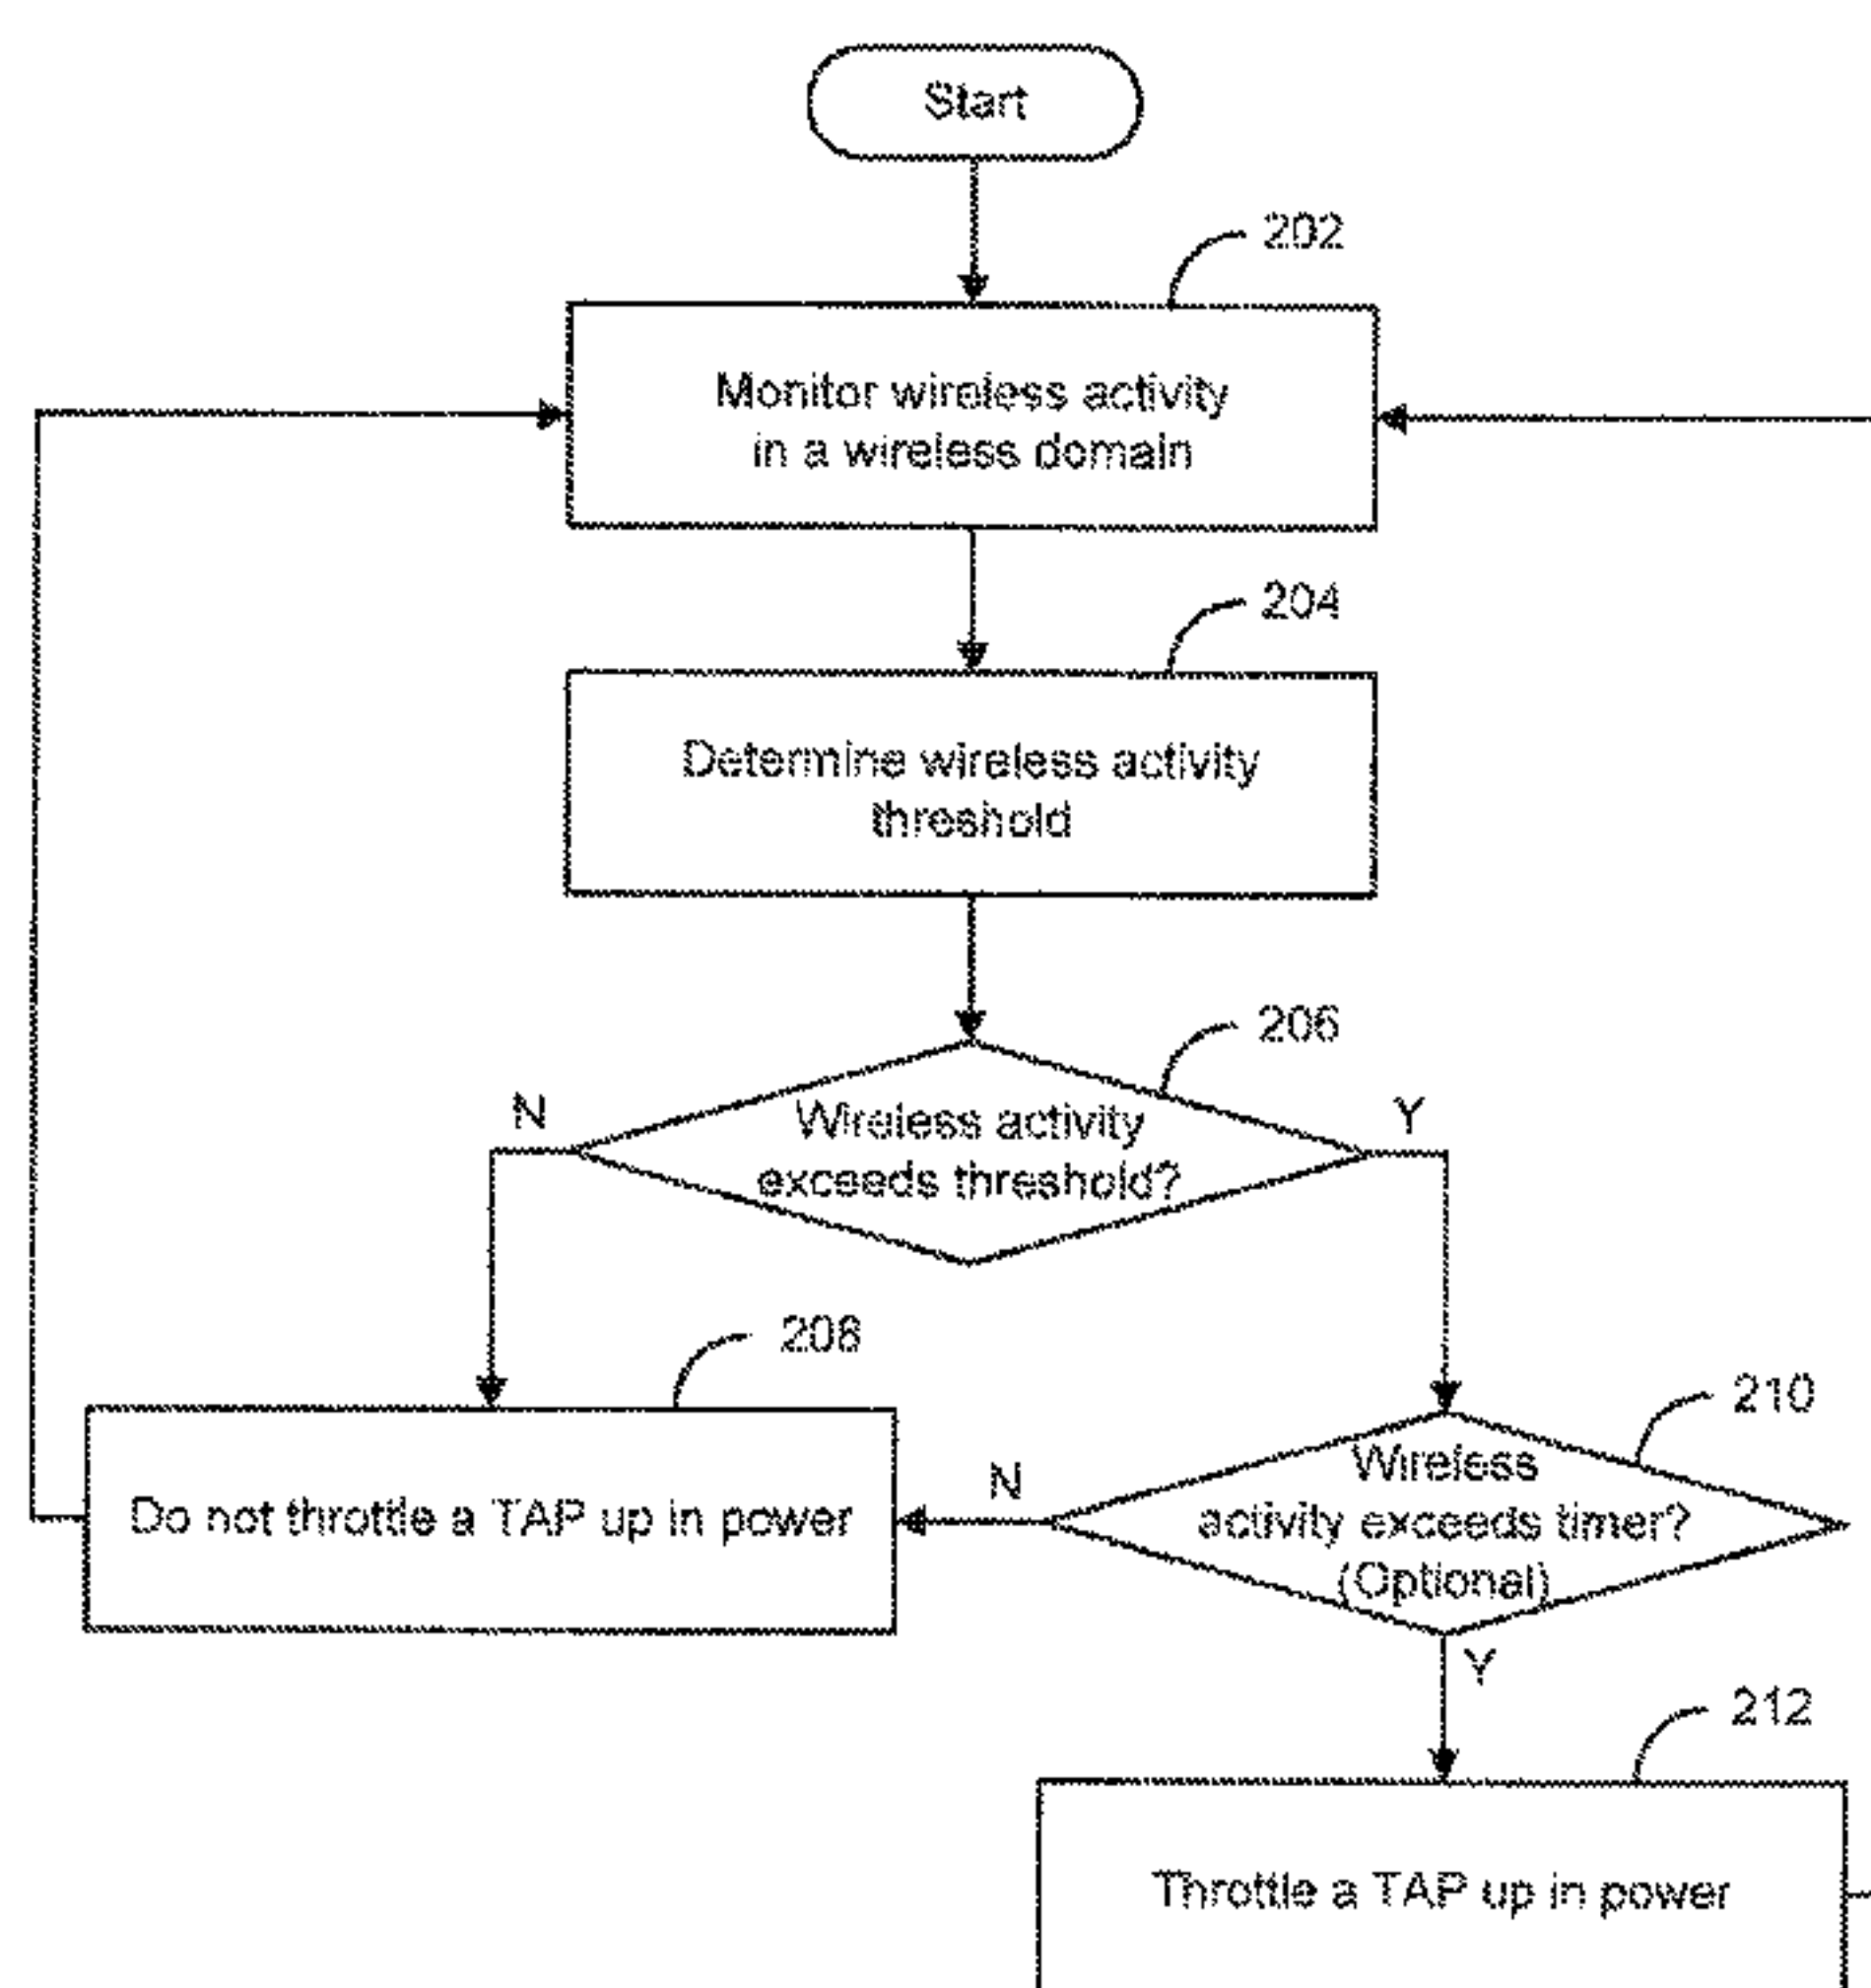 Start
202
Monitor wireless activity
in a wireless domain
204
Determine wireless activity
threshold
206
N
Wireless activity
exceeds threshold?
Y
208
210
Do not throttle a TAP up in power
N
Wireless
activity exceeds timer?
(Optional)
Y
212
Throttle a TAP up in power